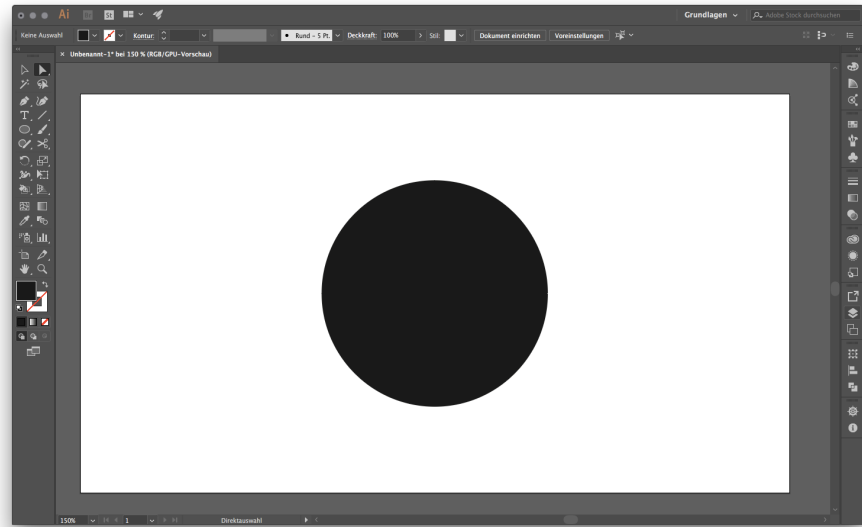 Ai Br St Grundlagen Adobe Stock durchsuchen
Keine Auswahl Kontur: Rund - 5 Pt. Deckkraft: 100% Stil: Dokument einrichten Voreinstellungen
× Unbenannt-1* bei 150 % (RGB/GPU-Vorschau)
150% 1 Direktauswahl